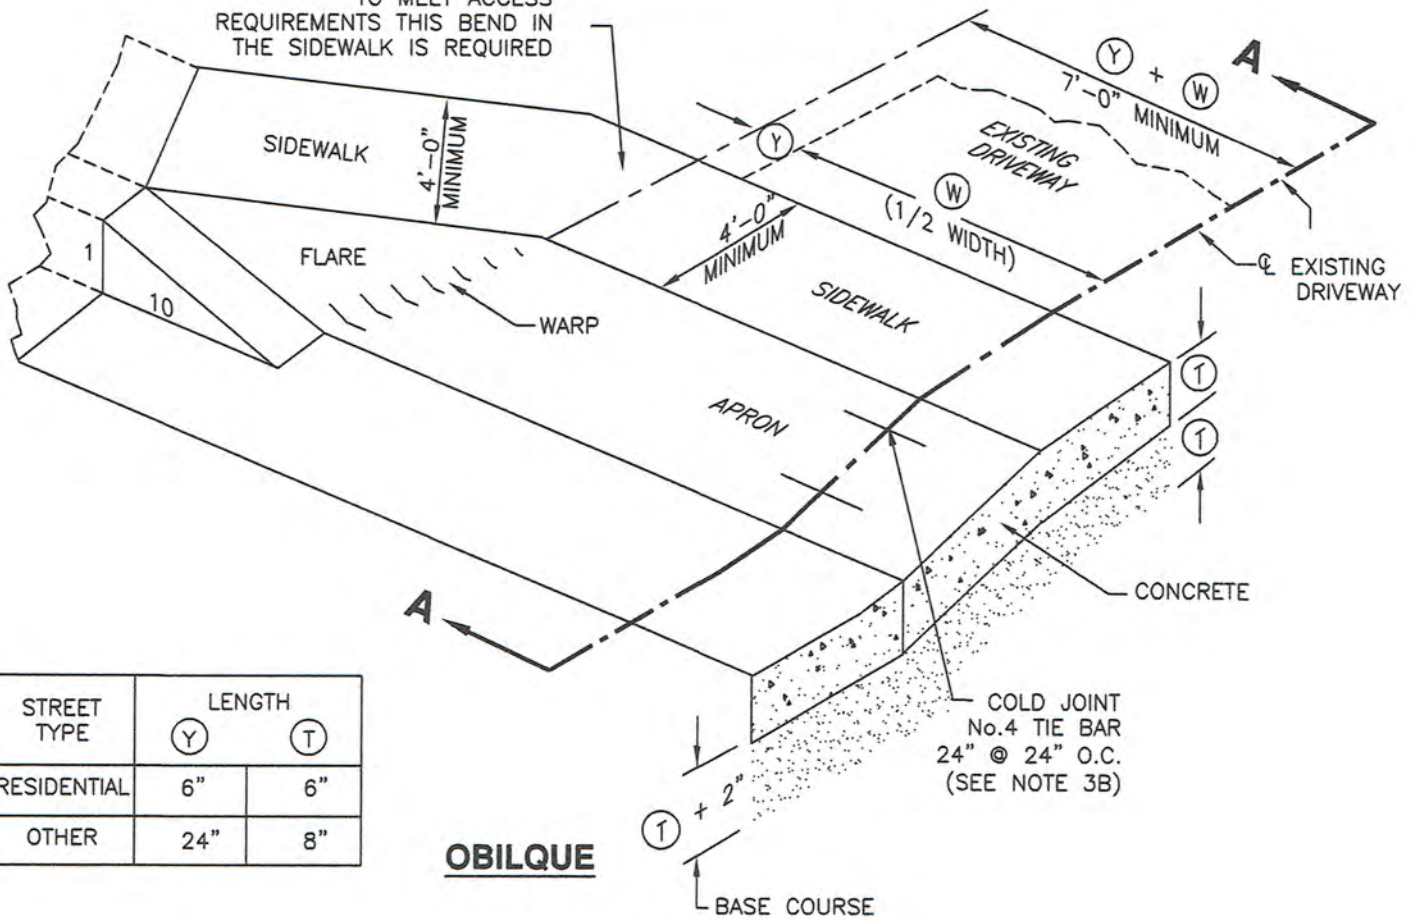 TO MEET ACCESS
REQUIREMENTS THIS BEND IN
THE SIDEWALK IS REQUIRED
Y + W
7'-0" MINIMUM
A
SIDEWALK
4'-0"
MINIMUM
Y
EXISTING
DRIVEWAY
W
(1/2 WIDTH)
4'-0"
MINIMUM
FLARE
1
10
WARP
SIDEWALK
℄ EXISTING
DRIVEWAY
T
T
APRON
CONCRETE
A
COLD JOINT
No.4 TIE BAR
24" @ 24" O.C.
(SEE NOTE 3B)
STREET
TYPE
LENGTH
Y T
RESIDENTIAL 6" 6"
OTHER 24" 8"
T + 2"
OBILQUE
BASE COURSE